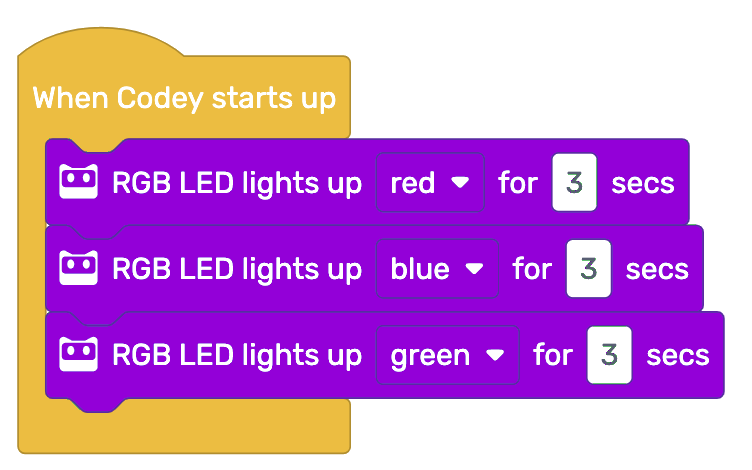 When Codey starts up
RGB LED lights up red for 3 secs
RGB LED lights up blue for 3 secs
RGB LED lights up green for 3 secs